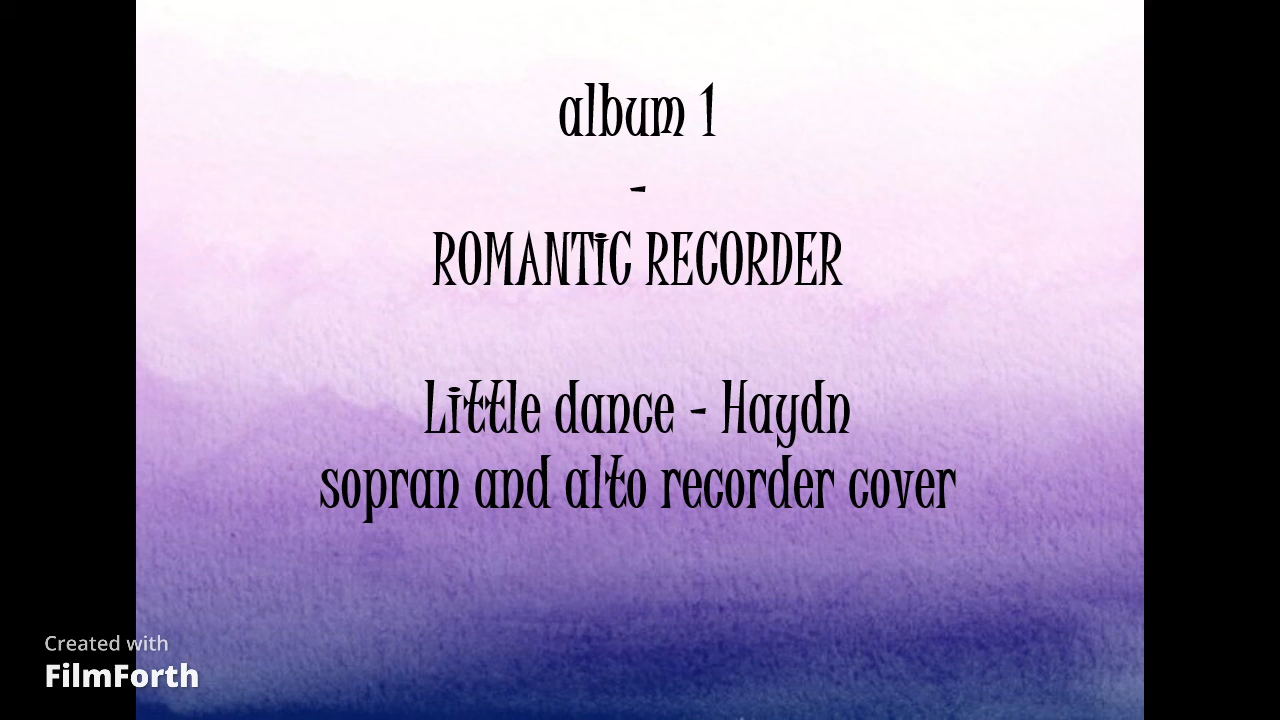 album 1
-
ROMANTIC RECORDER
Little dance - Haydn
sopran and alto recorder cover
Created with
FilmForth